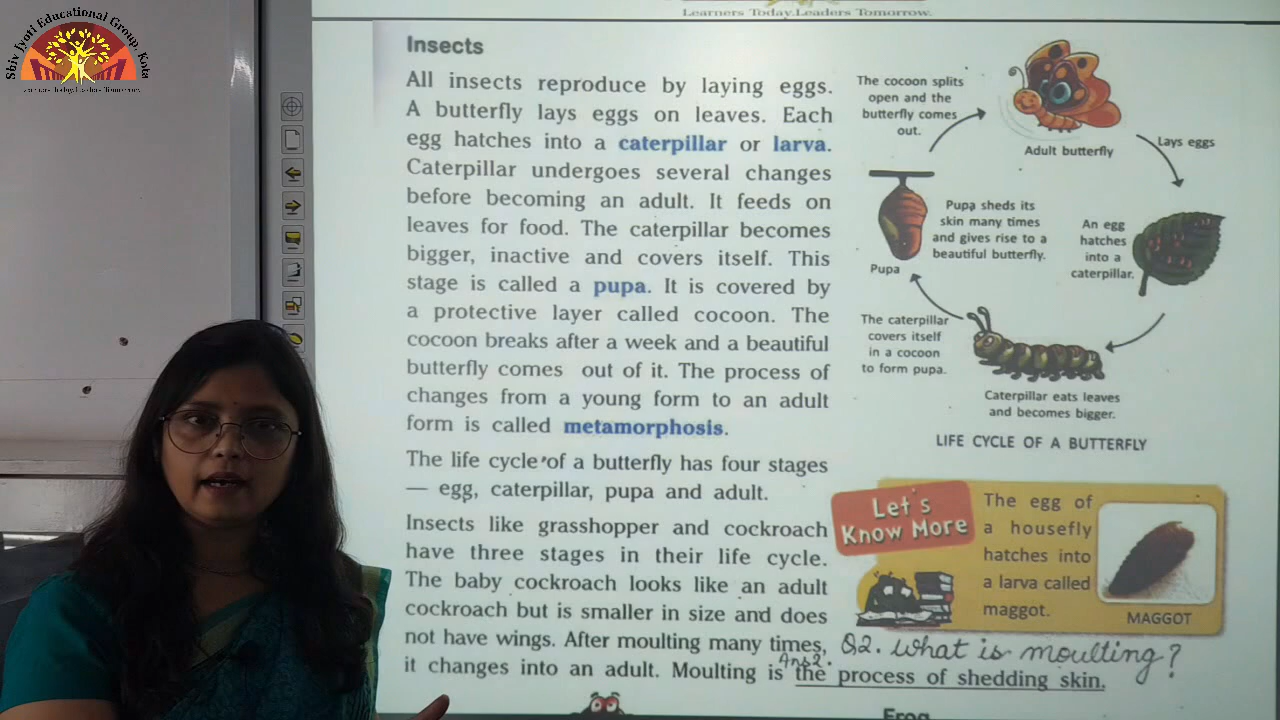 Shiv Jyoti Educational Group, Kota
Learners Today.Leaders Tomorrow.
Learners Today.Leaders Tomorrow.
Insects
All insects reproduce by laying eggs.
A butterfly lays eggs on leaves. Each
egg hatches into a caterpillar or larva.
Caterpillar undergoes several changes
before becoming an adult. It feeds on
leaves for food. The caterpillar becomes
bigger, inactive and covers itself. This
stage is called a pupa. It is covered by
a protective layer called cocoon. The
cocoon breaks after a week and a beautiful
butterfly comes out of it. The process of
changes from a young form to an adult
form is called metamorphosis.
The life cycle of a butterfly has four stages
— egg, caterpillar, pupa and adult.
Insects like grasshopper and cockroach
have three stages in their life cycle.
The baby cockroach looks like an adult
cockroach but is smaller in size and does
not have wings. After moulting many times,
it changes into an adult. Moulting is the process of shedding skin.
Q2. What is moulting?
Ans2.
The cocoon splits
open and the
butterfly comes
out.
Adult butterfly
Lays eggs
An egg
hatches
into a
caterpillar.
Pupa sheds its
skin many times
and gives rise to a
beautiful butterfly.
Pupa
The caterpillar
covers itself
in a cocoon
to form pupa.
Caterpillar eats leaves
and becomes bigger.
LIFE CYCLE OF A BUTTERFLY
Let's
Know More
The egg of
a housefly
hatches into
a larva called
maggot.
MAGGOT
Frog